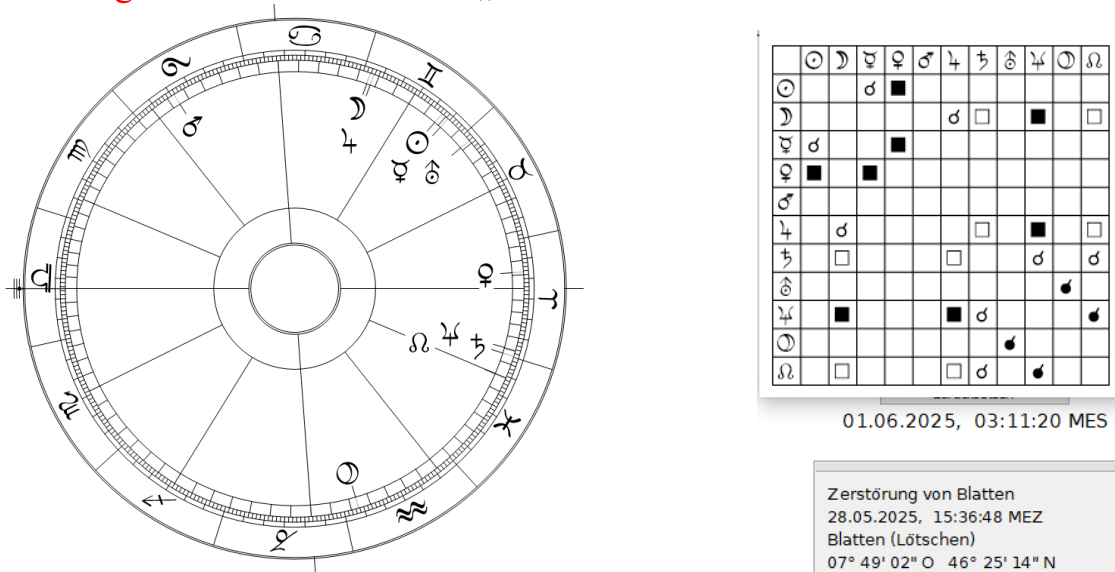 01.06.2025, 03:11:20 MES
Zerstörung von Blatten
28.05.2025, 15:36:48 MEZ
Blatten (Lötschen)
07° 49' 02" O 46° 25' 14" N